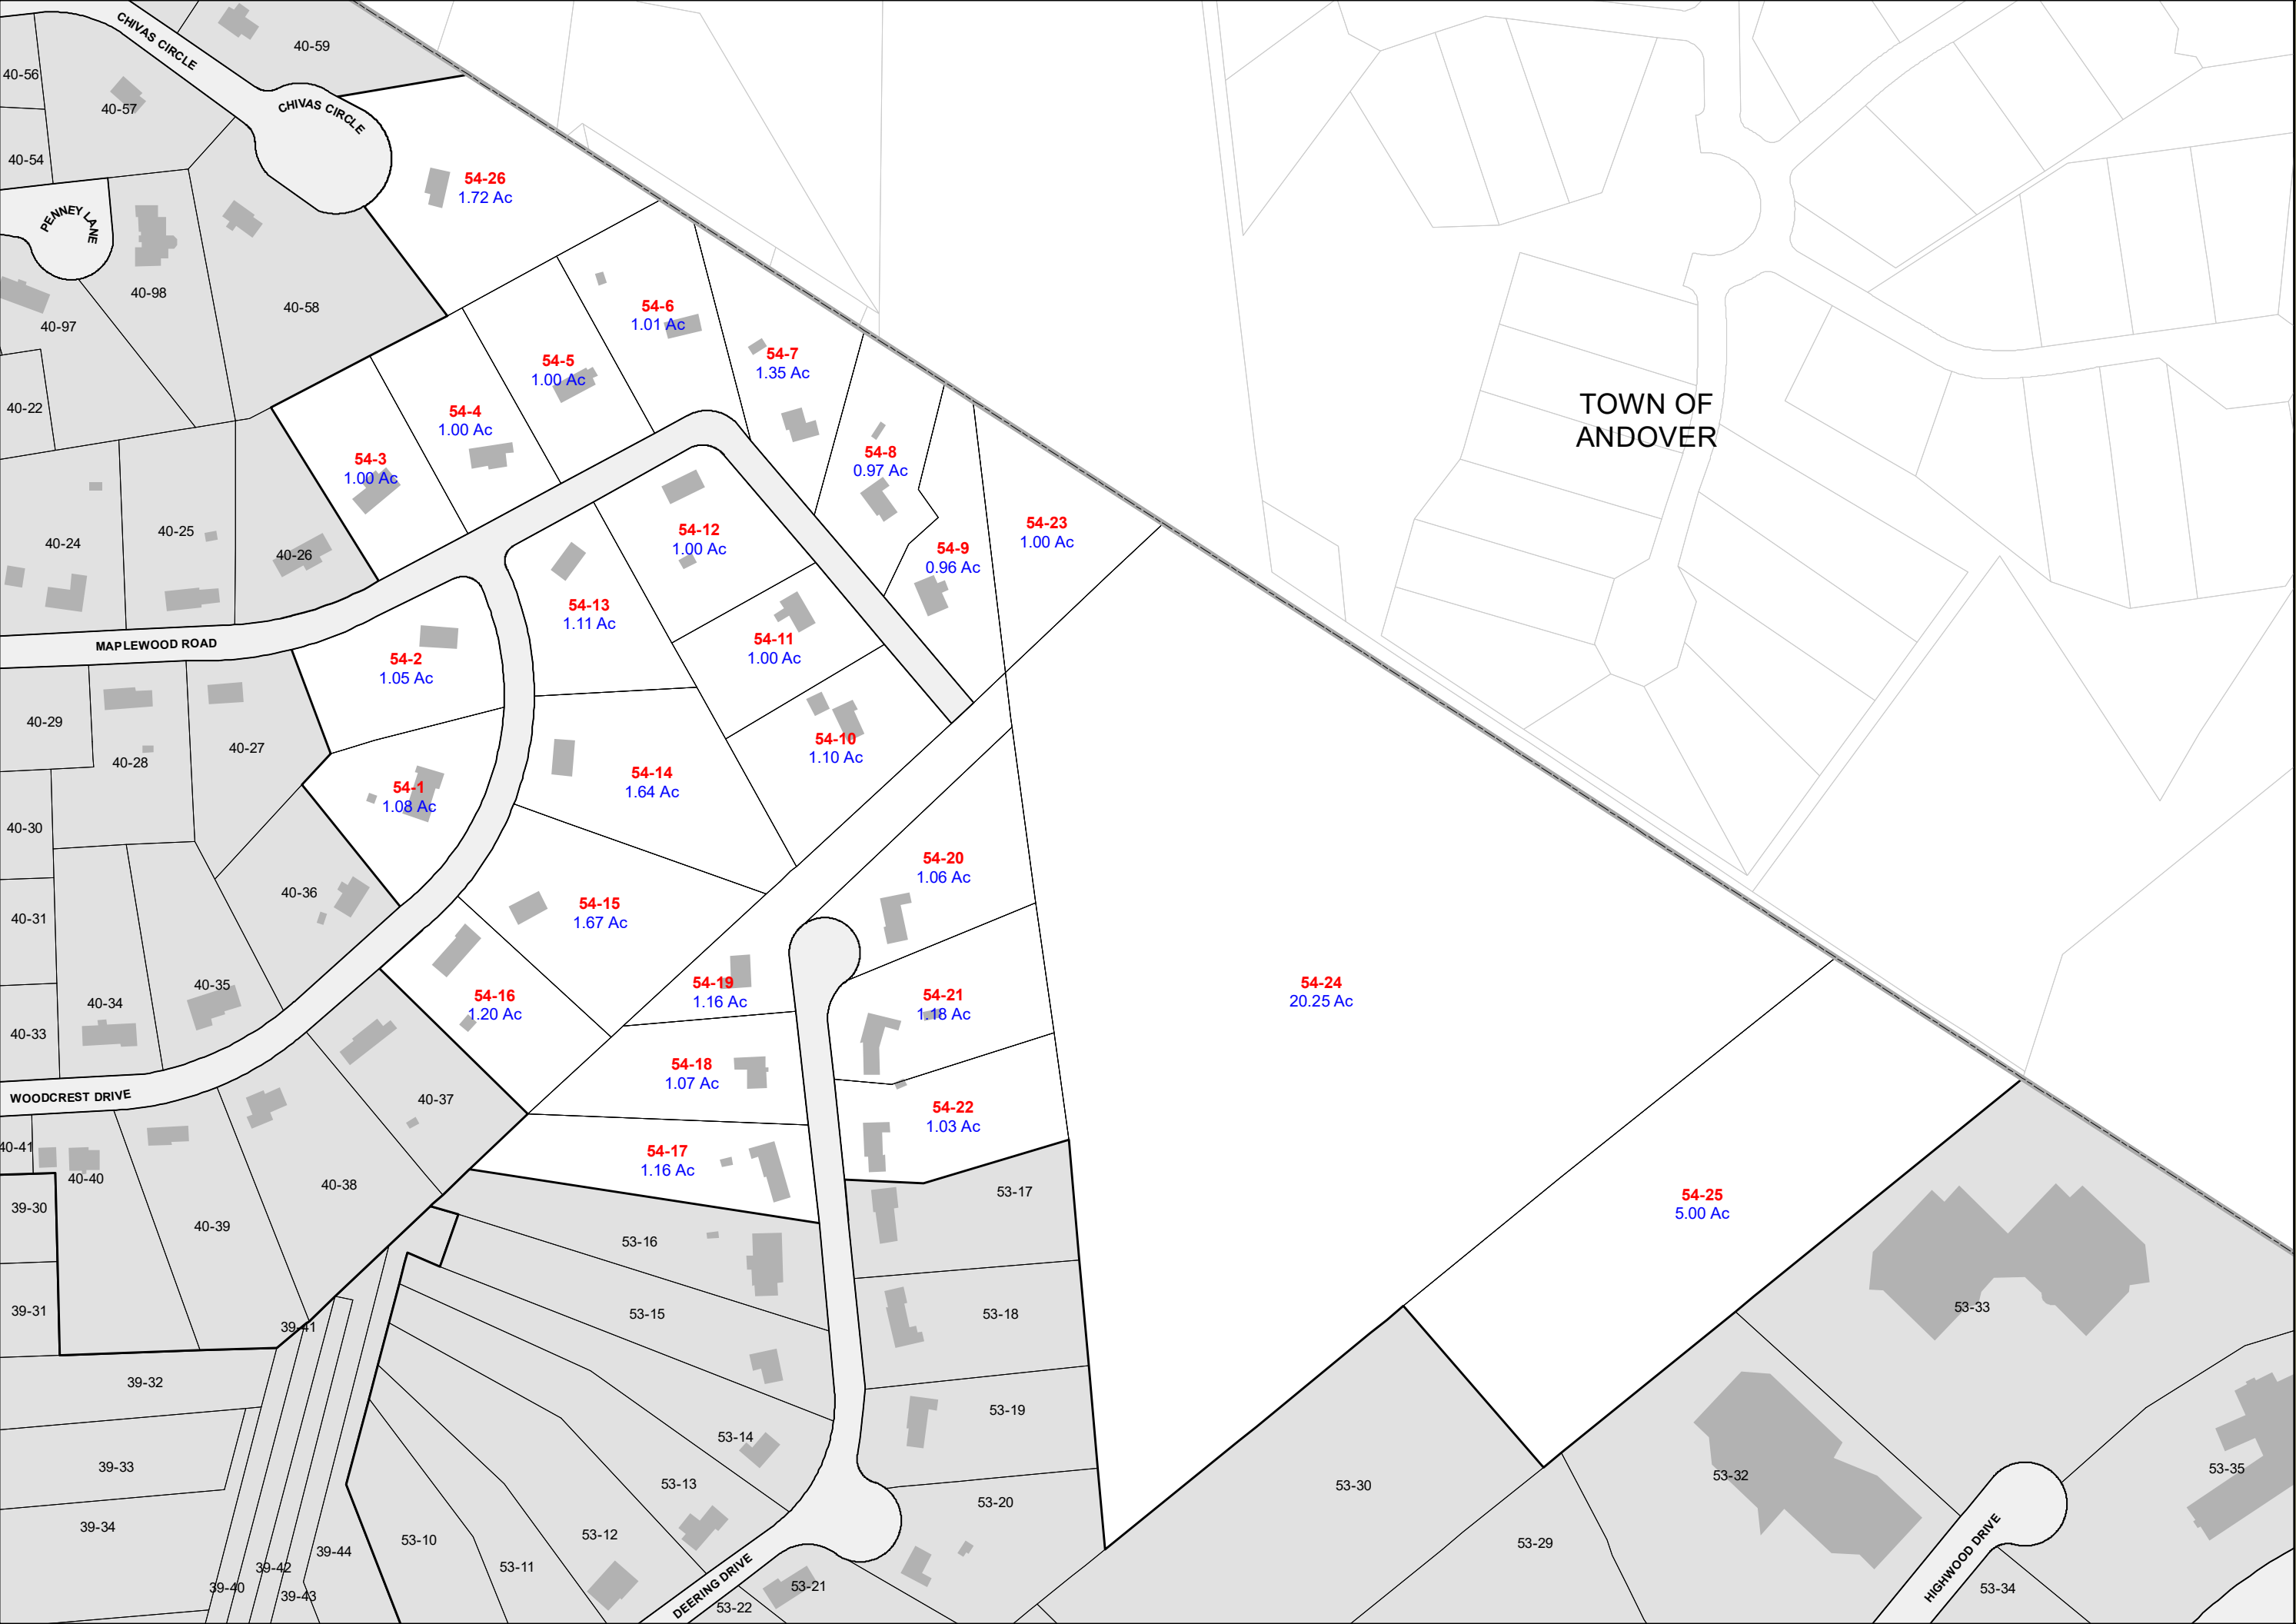 CHIVAS CIRCLE
40-59
40-56
CHIVAS CIRCLE
40-57
40-54
54-26
1.72 Ac
PENNEY LANE
40-98
40-58
40-97
54-6
1.01 Ac
54-7
1.35 Ac
54-5
1.00 Ac
40-22
54-4
1.00 Ac
TOWN OF
ANDOVER
54-3
1.00 Ac
54-8
0.97 Ac
40-24
40-25
40-26
54-12
1.00 Ac
54-23
1.00 Ac
54-9
0.96 Ac
54-13
1.11 Ac
MAPLEWOOD ROAD
54-11
1.00 Ac
54-2
1.05 Ac
40-29
40-28
40-27
54-10
1.10 Ac
54-14
1.64 Ac
54-1
1.08 Ac
40-30
54-20
1.06 Ac
40-36
40-31
54-15
1.67 Ac
54-19
1.16 Ac
54-24
20.25 Ac
40-34
40-35
54-16
1.20 Ac
54-21
1.18 Ac
40-33
54-18
1.07 Ac
WOODCREST DRIVE
40-37
54-22
1.03 Ac
40-41
54-17
1.16 Ac
40-40
40-38
53-17
54-25
5.00 Ac
39-30
40-39
53-16
39-31
39-41
53-15
53-18
53-33
39-32
53-19
53-14
39-33
53-13
53-30
53-32
53-35
53-20
39-34
53-10
53-12
53-29
39-44
39-42
53-11
39-40
39-43
DEERING DRIVE
53-21
53-22
HIGHWOOD DRIVE
53-34